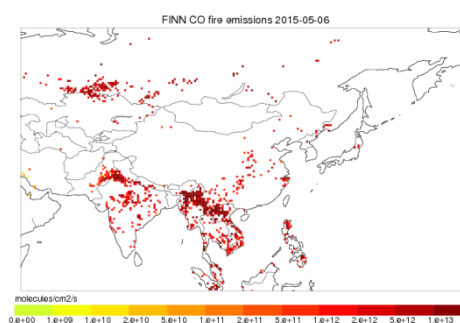 FINN CO fire emissions 2015-05-06
molecules/cm2/s
0.e+00 1.e+09 1.e+10 2.e+10 5.e+10 1.e+11 2.e+11 5.e+11 1.e+12 2.e+12 5.e+12 1.e+13